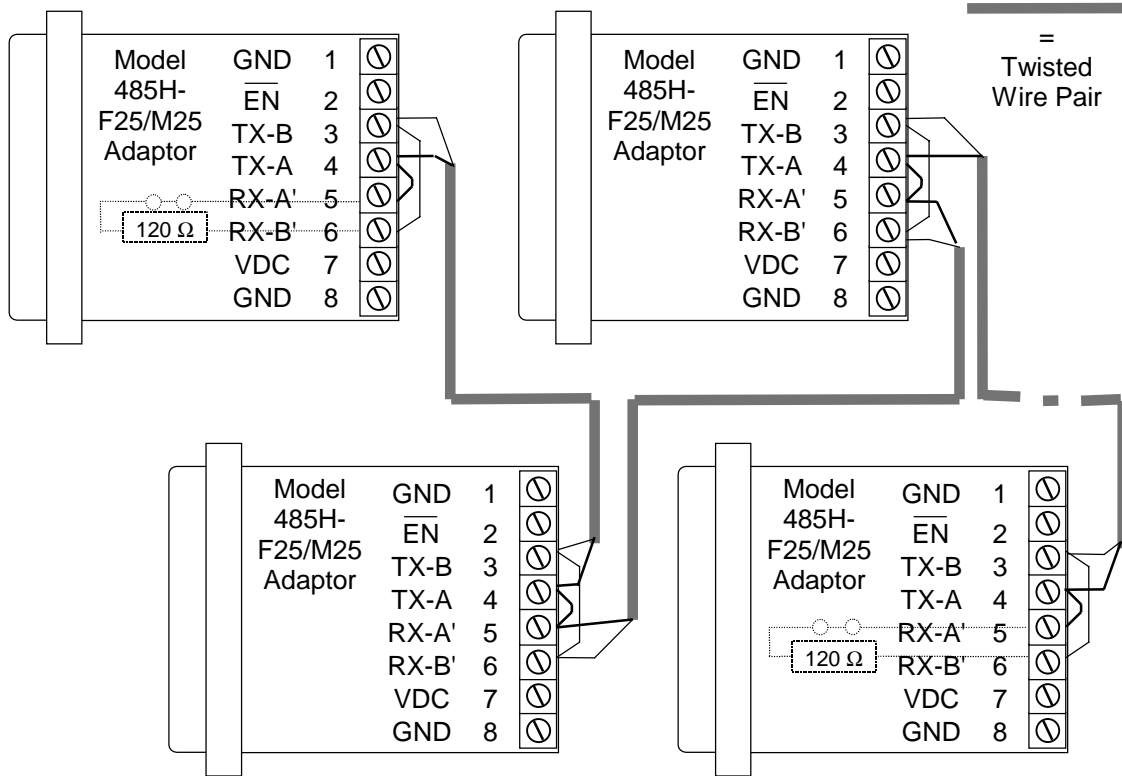 Model
485H-
F25/M25
Adaptor
GND 1
E̅N̅ 2
TX-B 3
TX-A 4
RX-A' 5
RX-B' 6
VDC 7
GND 8
120 Ω
Model
485H-
F25/M25
Adaptor
GND 1
E̅N̅ 2
TX-B 3
TX-A 4
RX-A' 5
RX-B' 6
VDC 7
GND 8
=
Twisted
Wire Pair
Model
485H-
F25/M25
Adaptor
GND 1
E̅N̅ 2
TX-B 3
TX-A 4
RX-A' 5
RX-B' 6
VDC 7
GND 8
Model
485H-
F25/M25
Adaptor
GND 1
E̅N̅ 2
TX-B 3
TX-A 4
RX-A' 5
RX-B' 6
VDC 7
GND 8
120 Ω